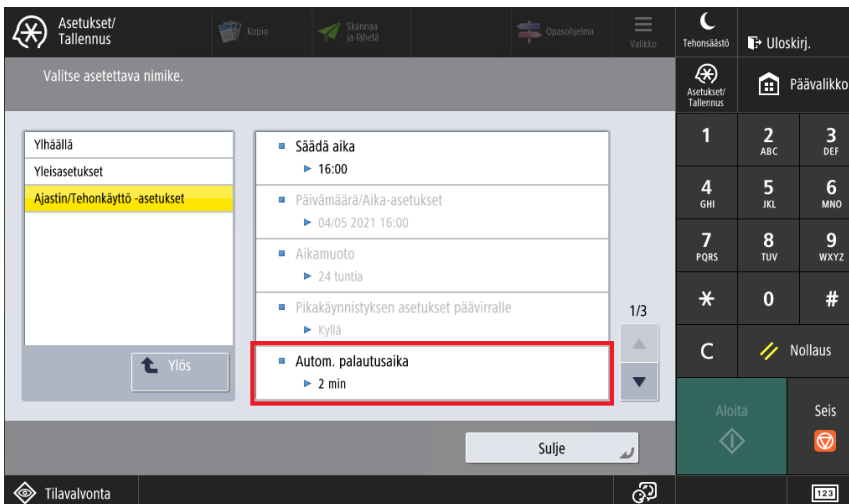 Asetukset/
Tallennus
Kopio
Skannaa
ja lähetä
Opasohjelma
Valikko
Tehonsäästö
Uloskirj.
Valitse asetettava nimike.
Asetukset/
Tallennus
Päävalikko
Ylhäällä
Yleisasetukset
Ajastin/Tehonkäyttö -asetukset
Ylös
Säädä aika
16:00
Päivämäärä/Aika-asetukset
04/05 2021 16:00
Aikamuoto
24 tuntia
Pikakäynnistyksen asetukset päävirralle
Kyllä
Autom. palautusaika
2 min
1/3
Sulje
1
2
ABC
3
DEF
4
GHI
5
JKL
6
MNO
7
PQRS
8
TUV
9
WXYZ
*
0
#
C
Nollaus
Aloita
Seis
Tilavalvonta
123